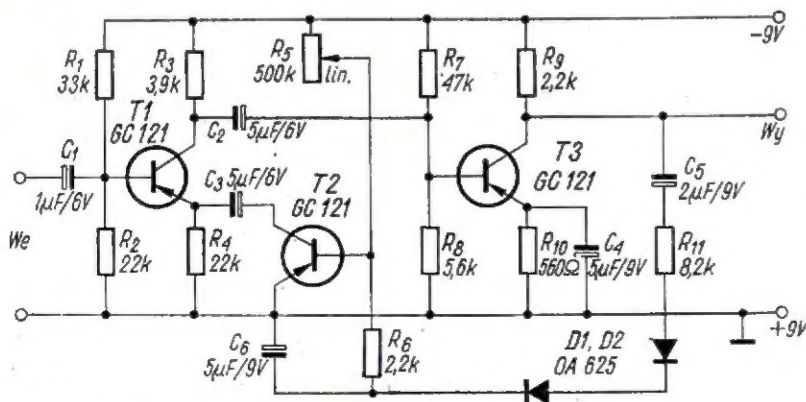 -9V
R1
33k
R3
3,9k
R5
500k
lin.
R7
47k
R9
2,2k
T1
GC 121
C2
5μF/6V
Wy
C1
1μF/6V
C3
5μF/6V
T2
GC 121
T3
GC 121
C5
2μF/9V
We
R2
22k
R4
22k
R8
5,6k
R10
560Ω
C4
5μF/9V
R11
8,2k
+9V
C6
5μF/9V
R6
2,2k
D1, D2
OA 625